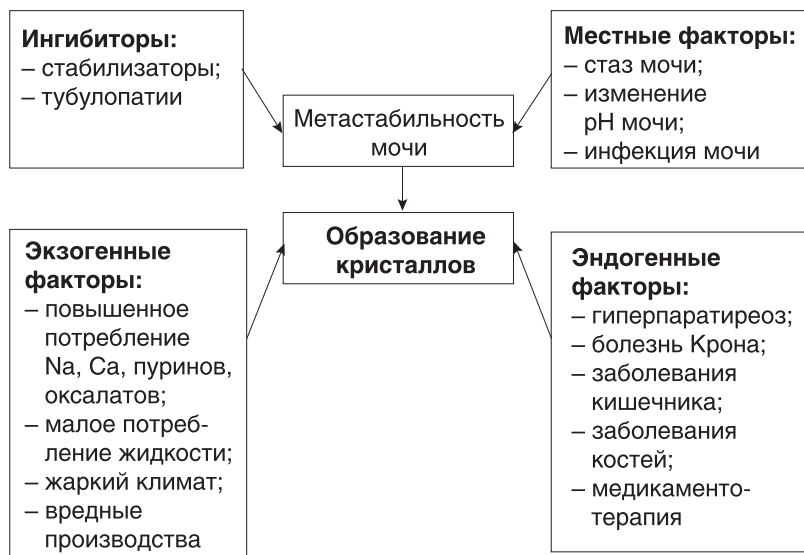 Ингибиторы:
– стабилизаторы;
– тубулопатии
Местные факторы:
– стаз мочи;
– изменение
pH мочи;
– инфекция мочи
Метастабильность
мочи
Образование
кристаллов
Экзогенные
факторы:
– повышенное
потребление
Na, Ca, пуринов,
оксалатов;
– малое потреб-
ление жидкости;
– жаркий климат;
– вредные
производства
Эндогенные
факторы:
– гиперпаратиреоз;
– болезнь Крона;
– заболевания
кишечника;
– заболевания
костей;
– медикаменто-
терапия